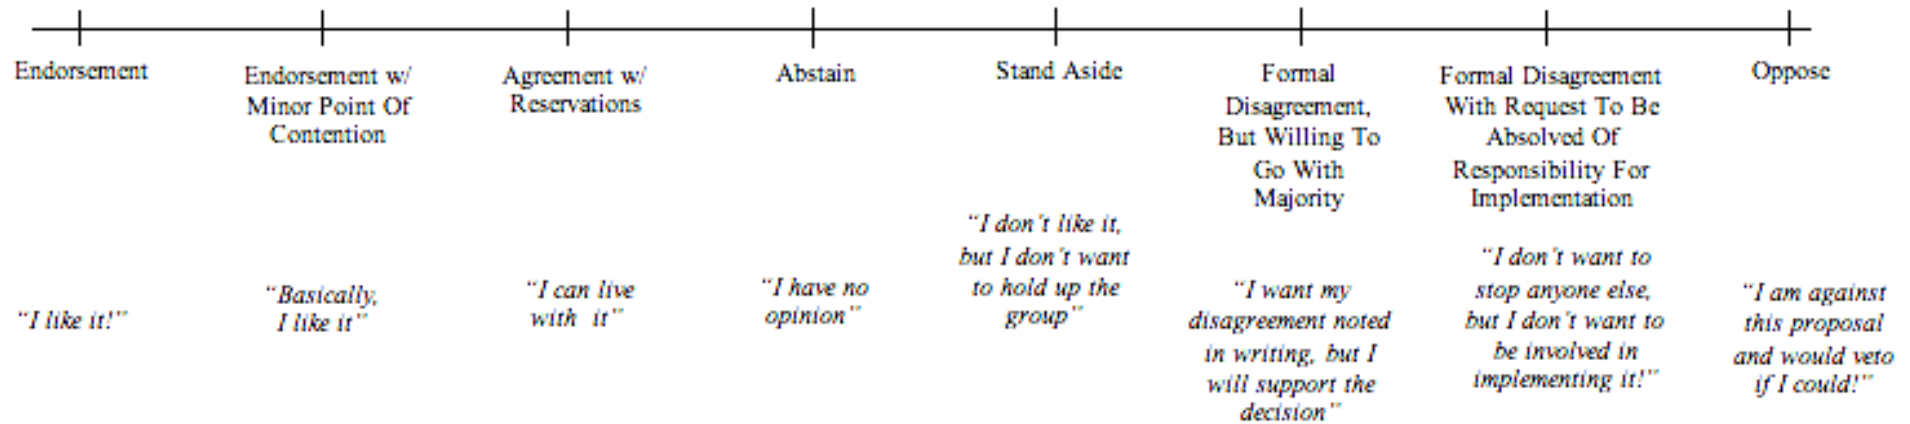 Endorsement
Endorsement w/
Minor Point Of
Contention
Agreement w/
Reservations
Abstain
Stand Aside
Formal
Disagreement,
But Willing To
Go With
Majority
Formal Disagreement
With Request To Be
Absolved Of
Responsibility For
Implementation
Oppose
“I like it!”
“Basically,
I like it”
“I can live
with it”
“I have no
opinion”
“I don't like it,
but I don't want
to hold up the
group”
“I want my
disagreement noted
in writing, but I
will support the
decision”
“I don't want to
stop anyone else,
but I don't want to
be involved in
implementing it!”
“I am against
this proposal
and would veto
if I could!”